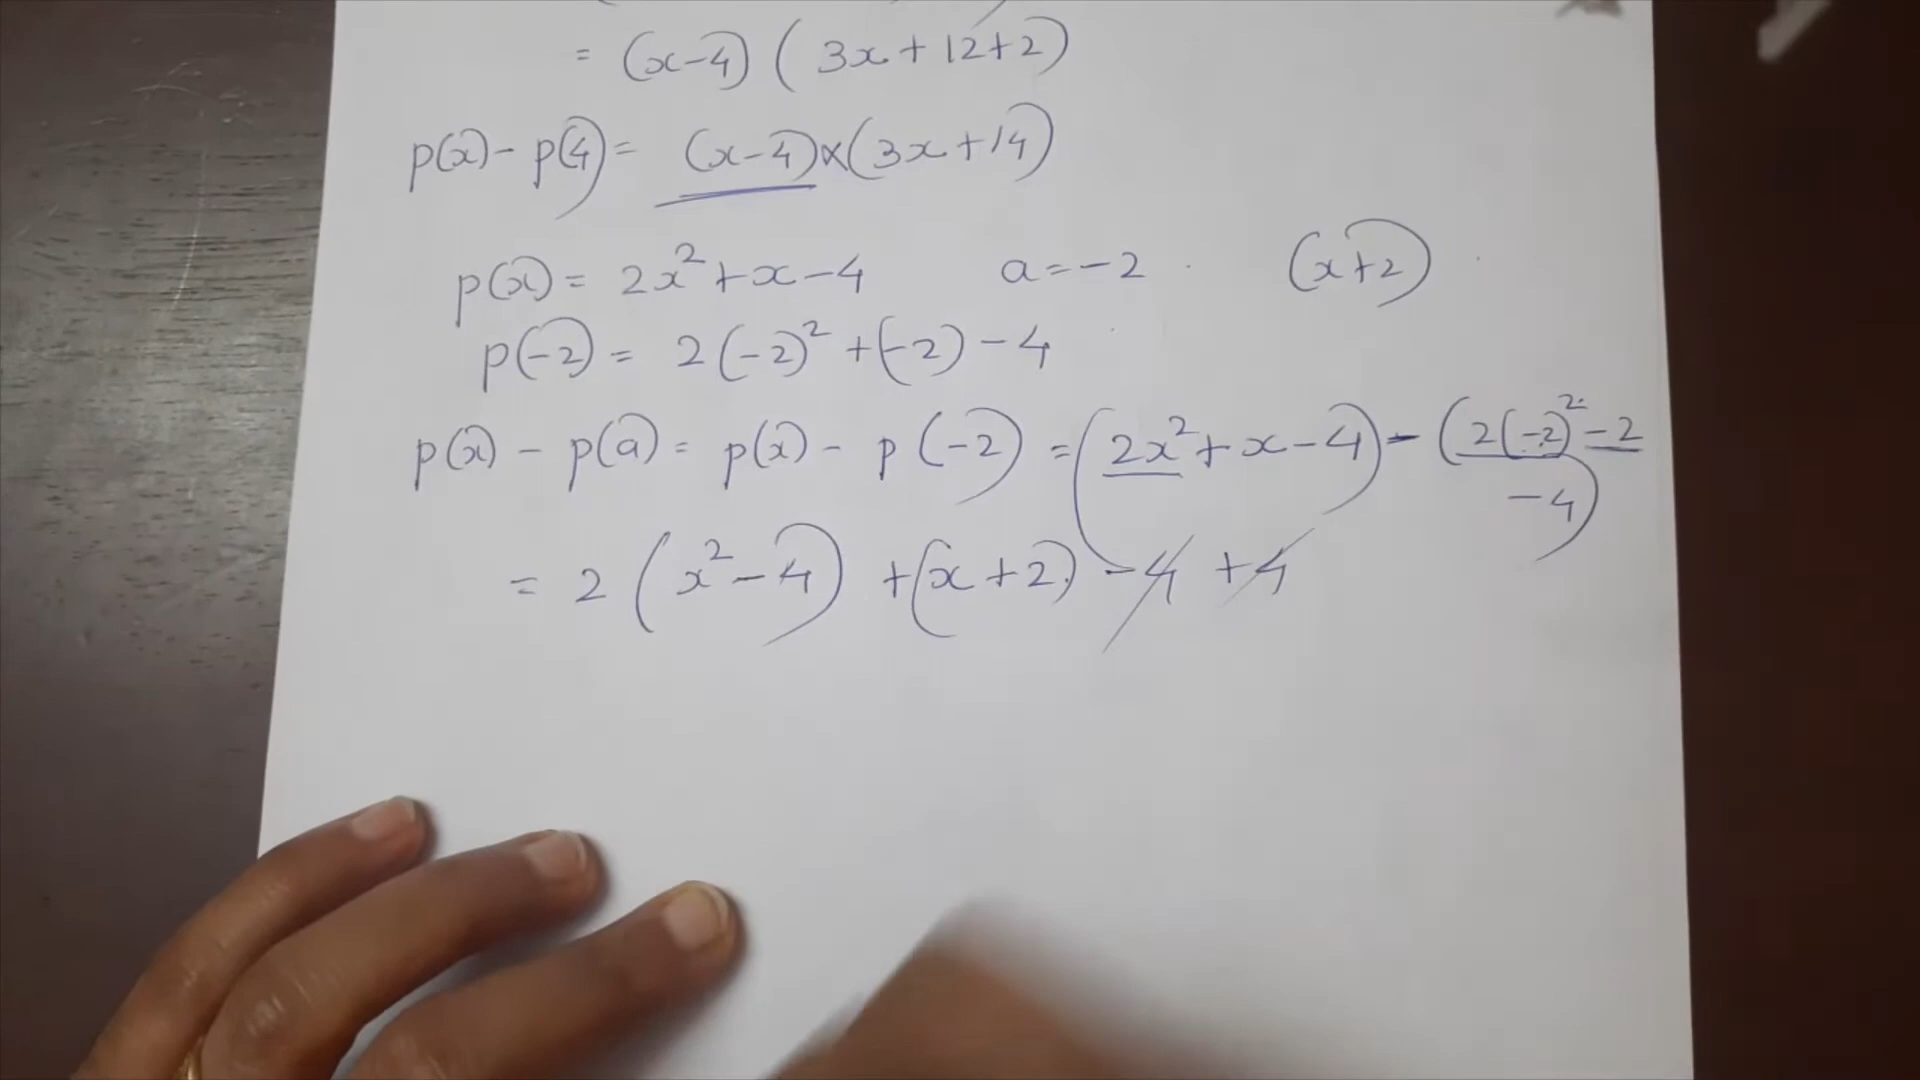 = (x-4) ( 3x + 12 + 2)
p(x) - p(4) = (x-4)×(3x+14)
p(x) = 2x² + x - 4 a = -2 (x+2)
p(-2) = 2(-2)² + (-2) - 4
p(x) - p(a) = p(x) - p(-2) = (2x² + x - 4) - (2(-2)² - 2
- 4)
= 2(x² - 4) + (x+2) - 4 + 4